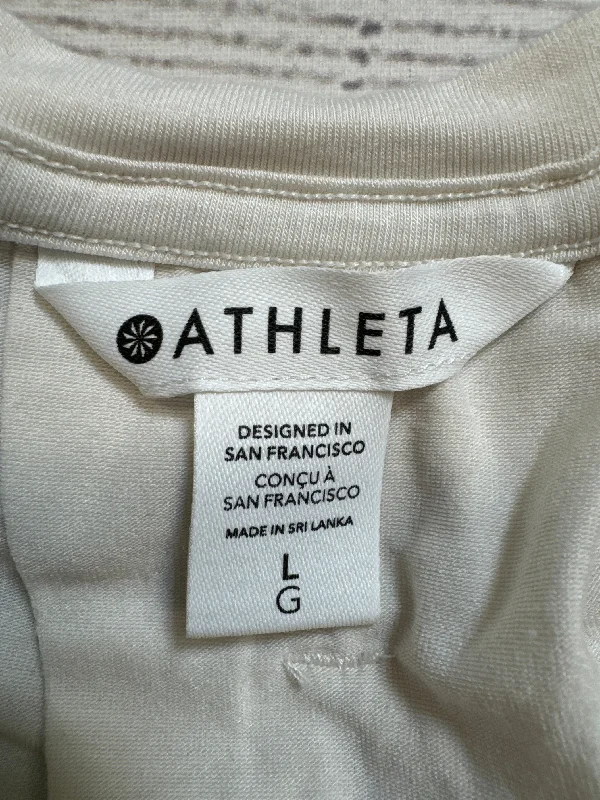 ATHLETA
DESIGNED IN
SAN FRANCISCO
CONÇU À
SAN FRANCISCO
MADE IN SRI LANKA
L
G